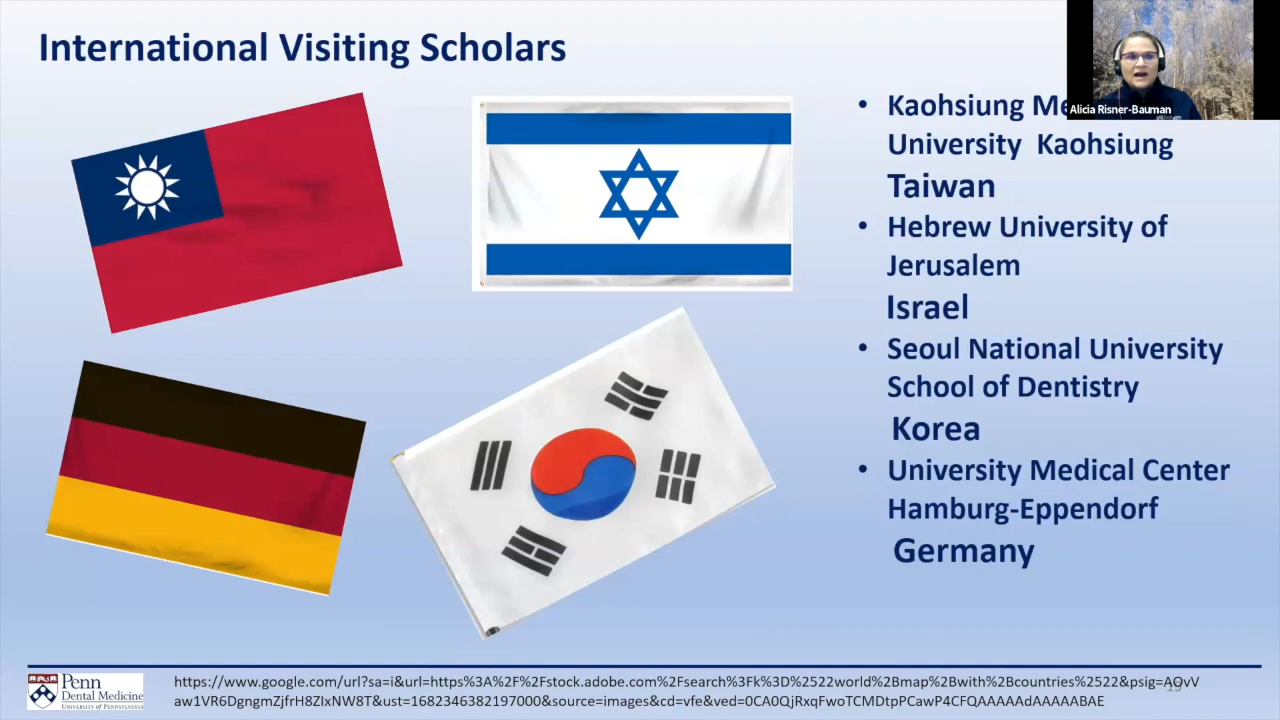 International Visiting Scholars
Alicia Risner-Bauman
• Kaohsiung
University Kaohsiung
Taiwan
• Hebrew University of
Jerusalem
Israel
• Seoul National University
School of Dentistry
Korea
• University Medical Center
Hamburg-Eppendorf
Germany
Penn
Dental Medicine
UNIVERSITY of PENNSYLVANIA
https://www.google.com/url?sa=i&url=https%3A%2F%2Fstock.adobe.com%2Fsearch%3Fk%3D%2522world%2Bmap%2Bwith%2Bcountries%2522&psig=AOvV
aw1VR6DgngmZjfrH8ZIxNW8T&ust=1682346382197000&source=images&cd=vfe&ved=0CA0QjRxqFwoTCMDtpPCawP4CFQAAAAAdAAAAABAE